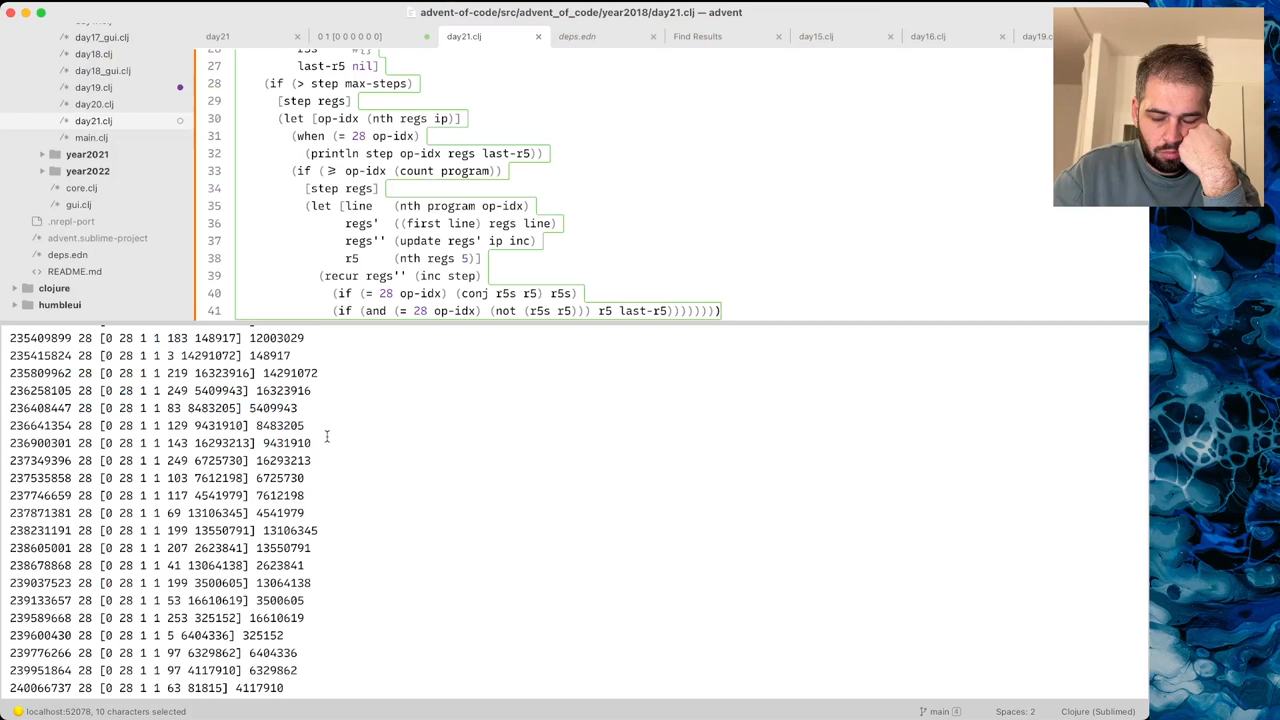 advent-of-code/src/advent_of_code/year2018/day21.clj — advent
day21
0 1 [0 0 0 0 0 0]
day21.clj
deps.edn
Find Results
day15.clj
day16.clj
day19.c
/* day17_gui.clj
/* day18.clj
/* day18_gui.clj
/* day19.clj
/* day20.clj
/* day21.clj
/* main.clj
year2021
year2022
/* core.clj
/* gui.clj
.nrepl-port
/* advent.sublime-project
/* deps.edn
<> README.md
clojure
humbleui
27 last-r5 nil]
28 (if (> step max-steps)
29 [step regs]
30 (let [op-idx (nth regs ip)]
31 (when (= 28 op-idx)
32 (println step op-idx regs last-r5))
33 (if (≥ op-idx (count program))
34 [step regs]
35 (let [line (nth program op-idx)
36 regs' ((first line) regs line)
37 regs'' (update regs' ip inc)
38 r5 (nth regs 5)]
39 (recur regs'' (inc step)
40 (if (= 28 op-idx) (conj r5s r5) r5s)
41 (if (and (= 28 op-idx) (not (r5s r5))) r5 last-r5)))))))
235409899 28 [0 28 1 1 183 148917] 12003029
235415824 28 [0 28 1 1 3 14291072] 148917
235809962 28 [0 28 1 1 219 16323916] 14291072
236258105 28 [0 28 1 1 249 5409943] 16323916
236408447 28 [0 28 1 1 83 8483205] 5409943
236641354 28 [0 28 1 1 129 9431910] 8483205
236900301 28 [0 28 1 1 143 16293213] 9431910
237349396 28 [0 28 1 1 249 6725730] 16293213
237535858 28 [0 28 1 1 103 7612198] 6725730
237746659 28 [0 28 1 1 117 4541979] 7612198
237871381 28 [0 28 1 1 69 13106345] 4541979
238231191 28 [0 28 1 1 199 13550791] 13106345
238605001 28 [0 28 1 1 207 2623841] 13550791
238678868 28 [0 28 1 1 41 13064138] 2623841
239037523 28 [0 28 1 1 199 3500605] 13064138
239133657 28 [0 28 1 1 53 16610619] 3500605
239589668 28 [0 28 1 1 253 325152] 16610619
239600430 28 [0 28 1 1 5 6404336] 325152
239776266 28 [0 28 1 1 97 6329862] 6404336
239951864 28 [0 28 1 1 97 4117910] 6329862
240066737 28 [0 28 1 1 63 81815] 4117910
localhost:52078, 10 characters selected
main 4
Spaces: 2
Clojure (Sublimed)